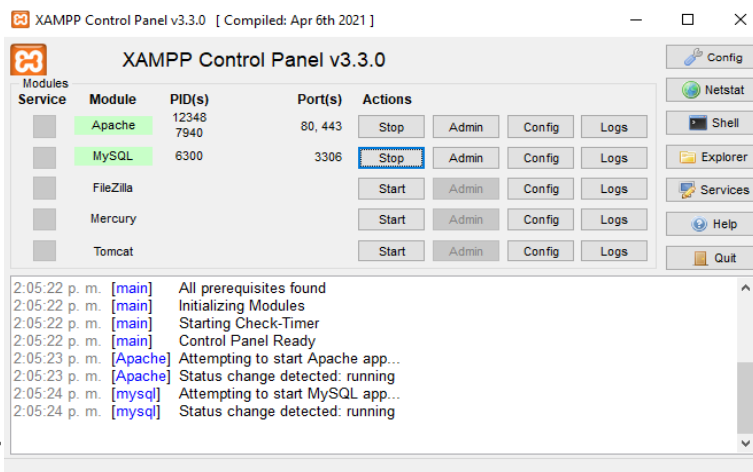 XAMPP Control Panel v3.3.0 [ Compiled: Apr 6th 2021 ]
XAMPP Control Panel v3.3.0
Config
Modules
Service Module PID(s) Port(s) Actions
Netstat
Apache 12348 7940 80, 443 Stop Admin Config Logs
Shell
MySQL 6300 3306 Stop Admin Config Logs
Explorer
FileZilla Start Admin Config Logs
Services
Mercury Start Admin Config Logs
Help
Tomcat Start Admin Config Logs
Quit
2:05:22 p. m. [main] All prerequisites found
2:05:22 p. m. [main] Initializing Modules
2:05:22 p. m. [main] Starting Check-Timer
2:05:22 p. m. [main] Control Panel Ready
2:05:23 p. m. [Apache] Attempting to start Apache app...
2:05:23 p. m. [Apache] Status change detected: running
2:05:24 p. m. [mysql] Attempting to start MySQL app...
2:05:24 p. m. [mysql] Status change detected: running